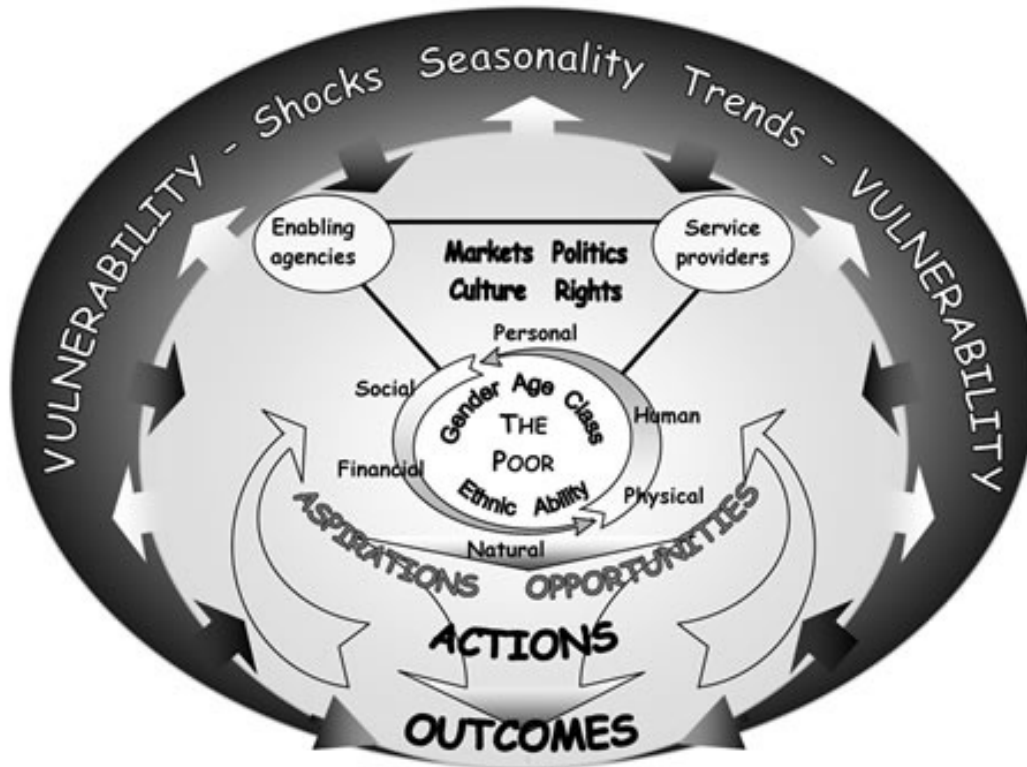 VULNERABILITY - Shocks Seasonality Trends - VULNERABILITY
Enabling
agencies
Service
providers
Markets Politics
Culture Rights
Personal
Social
Human
Financial
Physical
Natural
Gender Age Class
THE
POOR
Ethnic Ability
ASPIRATIONS OPPORTUNITIES
ACTIONS
OUTCOMES